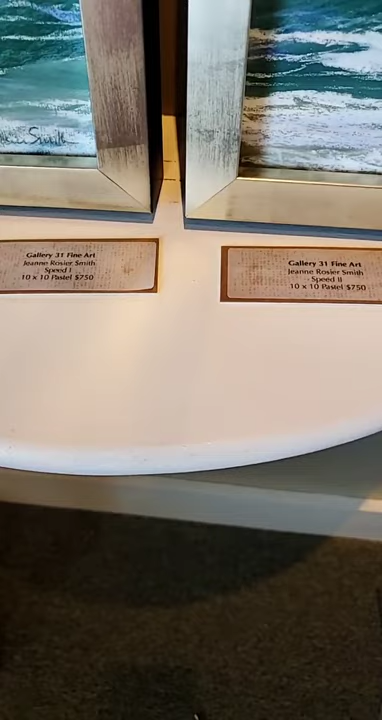 Smith
Gallery 31 Fine Art
Jeanne Rosier Smith
Speed I
10 x 10 Pastel $750
Gallery 31 Fine Art
Jeanne Rosier Smith
Speed II
10 x 10 Pastel $750